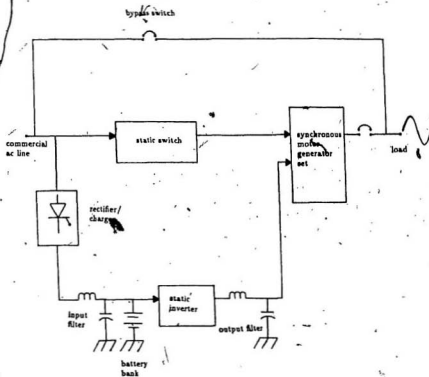 bypass switch
commercial
ac line
static switch
synchronous
motor
generator
set
load
rectifier/
charger
input
filter
static
inverter
output filter
battery
bank